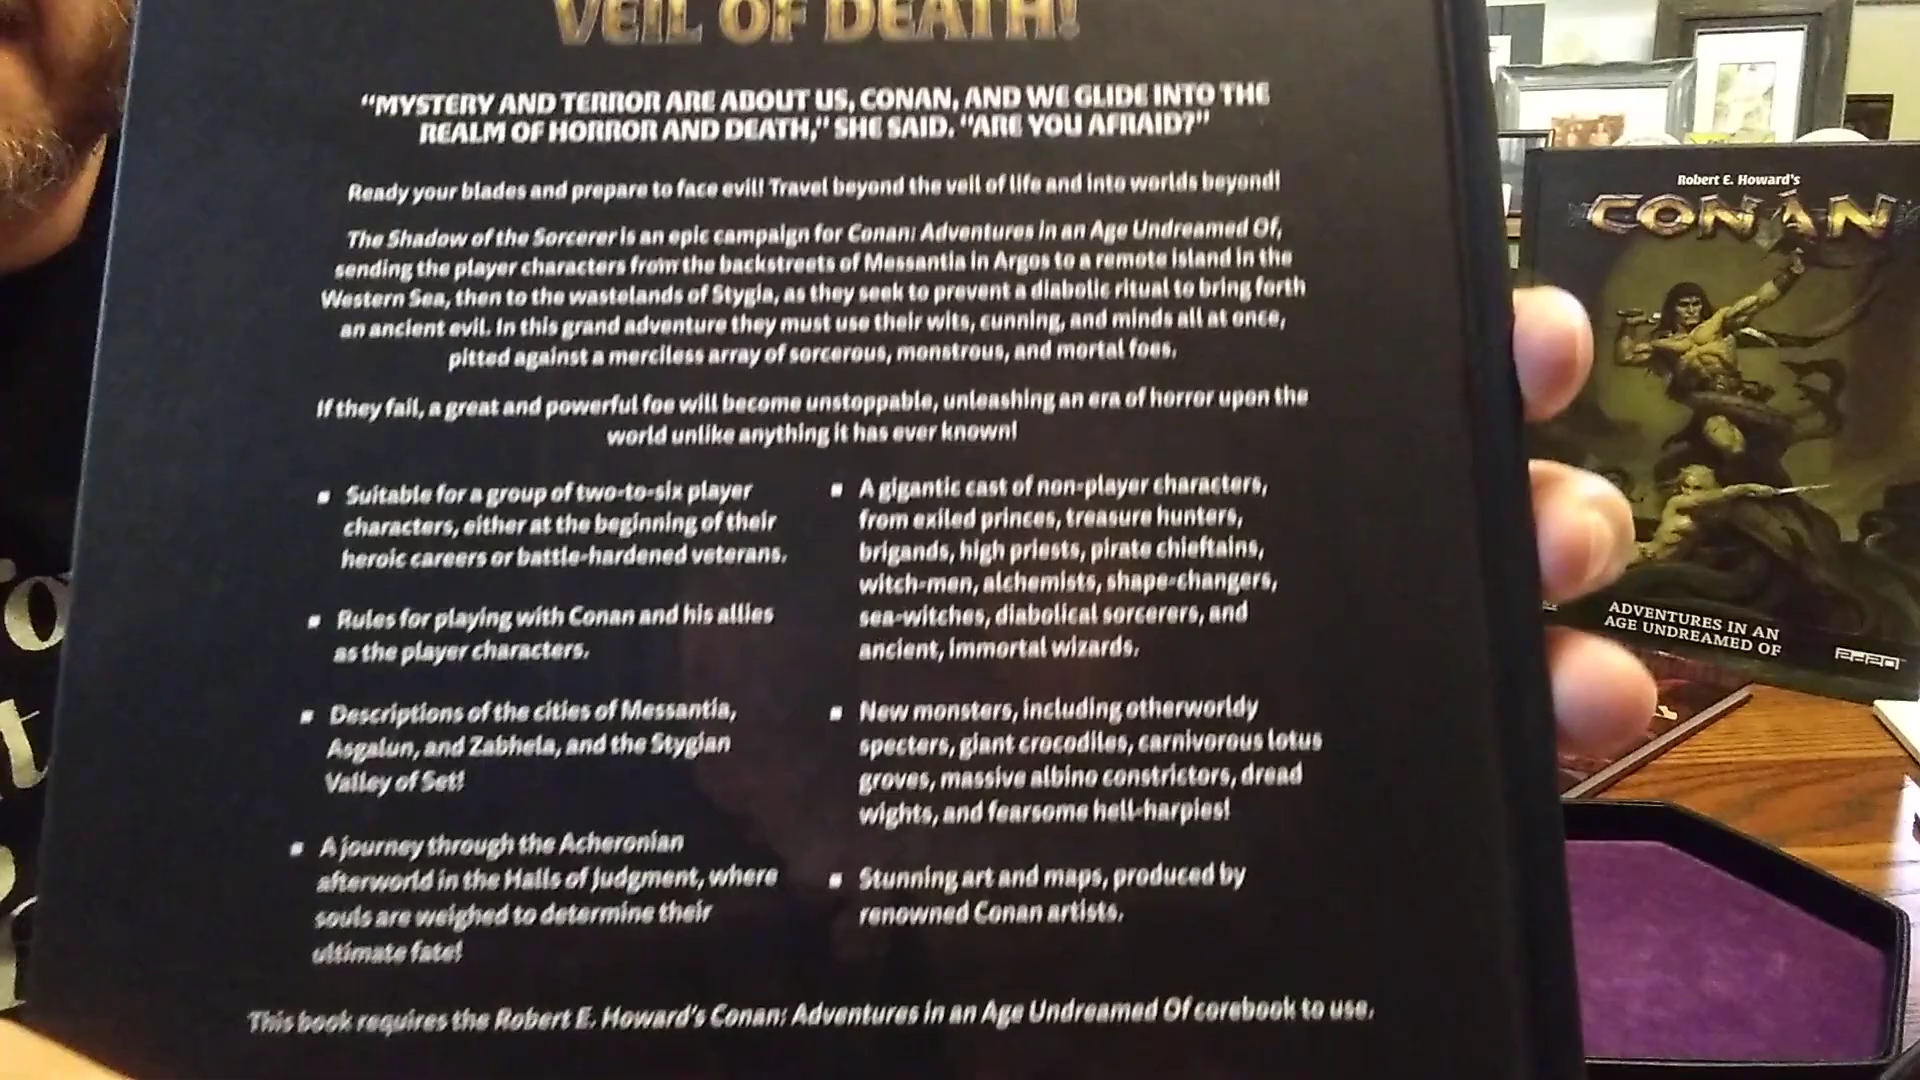 VEIL OF DEATH!
"MYSTERY AND TERROR ARE ABOUT US, CONAN, AND WE GLIDE INTO THE
REALM OF HORROR AND DEATH," SHE SAID. "ARE YOU AFRAID?"
Ready your blades and prepare to face evil! Travel beyond the veil of life and into worlds beyond!
The Shadow of the Sorcerer is an epic campaign for Conan: Adventures in an Age Undreamed Of,
sending the player characters from the backstreets of Messantia in Argos to a remote island in the
Western Sea, then to the wastelands of Stygia, as they seek to prevent a diabolic ritual to bring forth
an ancient evil. In this grand adventure they must use their wits, cunning, and minds all at once,
pitted against a merciless array of sorcerous, monstrous, and mortal foes.
If they fail, a great and powerful foe will become unstoppable, unleashing an era of horror upon the
world unlike anything it has ever known!
▪ Suitable for a group of two-to-six player
characters, either at the beginning of their
heroic careers or battle-hardened veterans.
▪ Rules for playing with Conan and his allies
as the player characters.
▪ Descriptions of the cities of Messantia,
Asgalun, and Zabhela, and the Stygian
Valley of Set!
▪ A journey through the Acheronian
afterworld in the Halls of Judgment, where
souls are weighed to determine their
ultimate fate!
▪ A gigantic cast of non-player characters,
from exiled princes, treasure hunters,
brigands, high priests, pirate chieftains,
witch-men, alchemists, shape-changers,
sea-witches, diabolical sorcerers, and
ancient, immortal wizards.
▪ New monsters, including otherworldy
specters, giant crocodiles, carnivorous lotus
groves, massive albino constrictors, dread
wights, and fearsome hell-harpies!
▪ Stunning art and maps, produced by
renowned Conan artists.
This book requires the Robert E. Howard's Conan: Adventures in an Age Undreamed Of corebook to use.
Robert E. Howard's
CONAN
ADVENTURES IN AN
AGE UNDREAMED OF
2d20